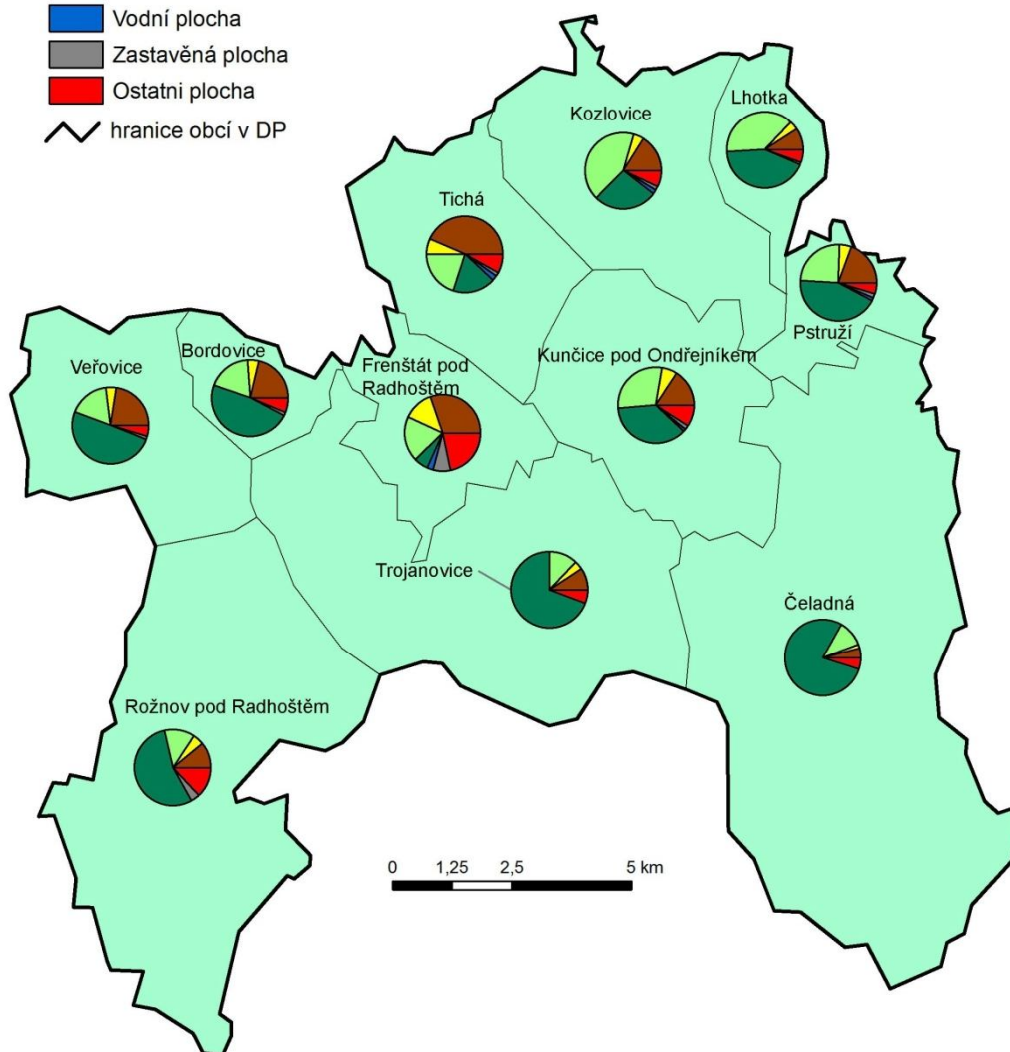 Vodní plocha
Zastavěná plocha
Ostatni plocha
hranice obcí v DP
Lhotka
Kozlovice
Tichá
Pstruží
Bordovice
Veřovice
Frenštát pod
Radhoštěm
Kunčice pod Ondřejníkem
Trojanovice
Čeladná
Rožnov pod Radhoštěm
0 1,25 2,5 5 km